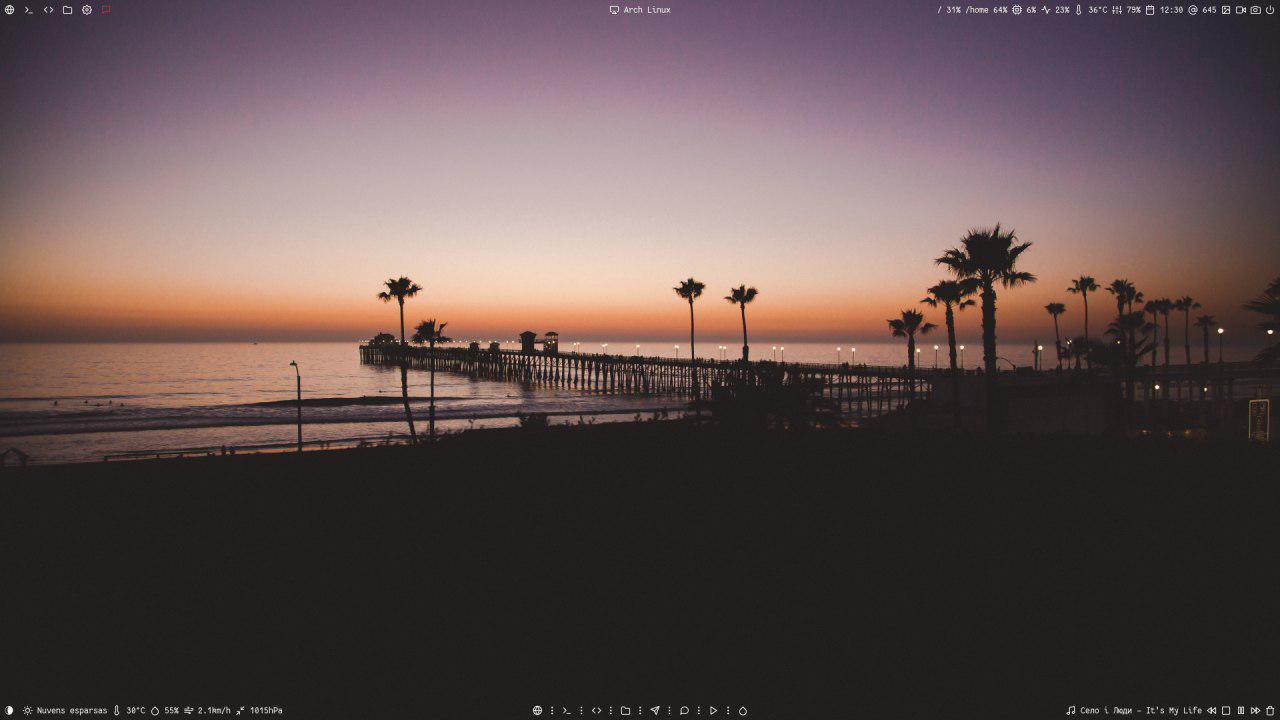 Arch Linux
/ 31% /home 64% 6% 23% 36°C 79% 12:30 645
Nuvens esparsas 30°C 55% 2.1km/h 1015hPa
Село і Люди - It's My Life